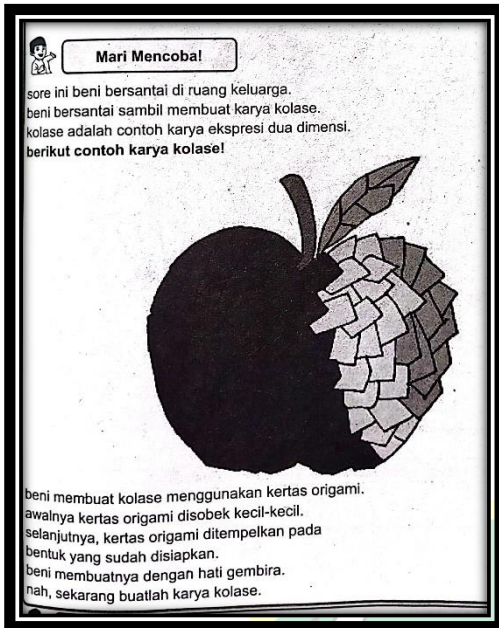 Mari Mencoba!
sore ini beni bersantai di ruang keluarga.
beni bersantai sambil membuat karya kolase.
kolase adalah contoh karya ekspresi dua dimensi.
berikut contoh karya kolase!
beni membuat kolase menggunakan kertas origami.
awalnya kertas origami disobek kecil-kecil.
selanjutnya, kertas origami ditempelkan pada
bentuk yang sudah disiapkan.
beni membuatnya dengan hati gembira.
nah, sekarang buatlah karya kolase.